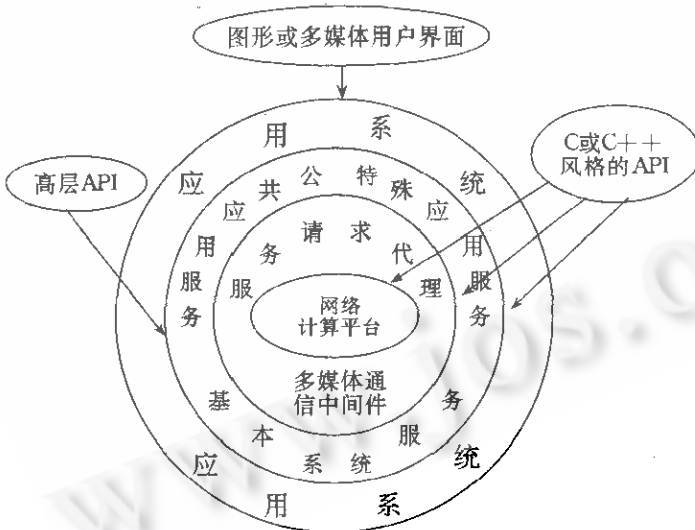 图形或多媒体用户界面
C或C++
风格的API
高层API
应用系统
公共应用服务
特殊应用服务
服务请求代理
网络
计算平台
多媒体通
信中间件
基本系统服务
应用系统
www.jos.o